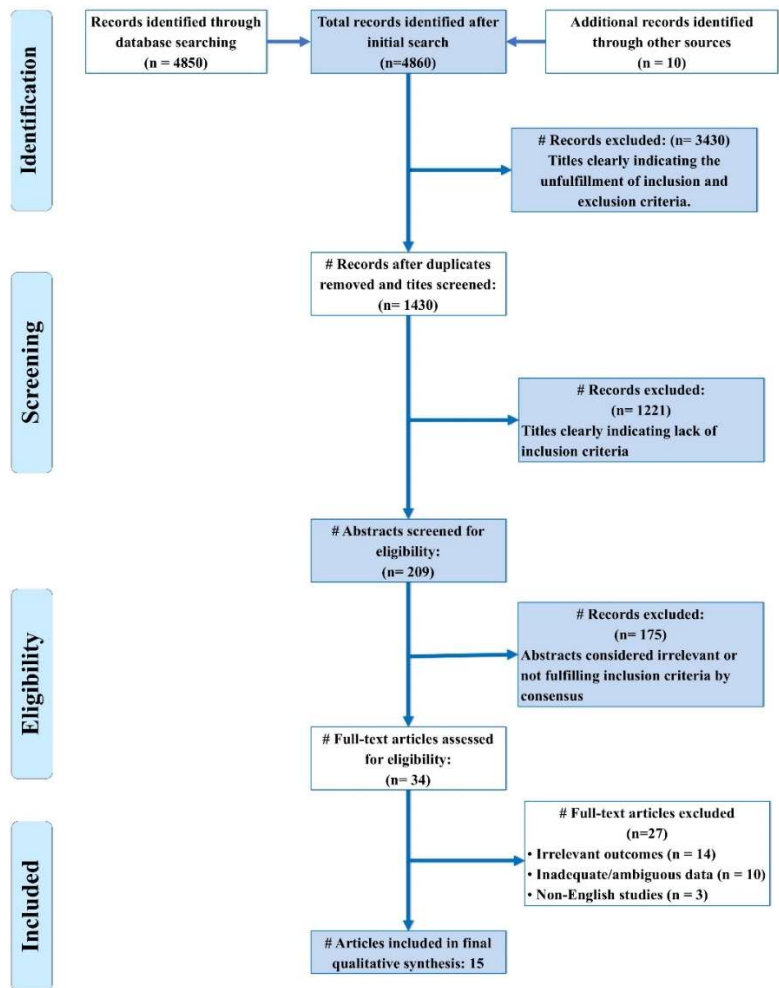 Records identified through
database searching
(n = 4850)
Total records identified after
initial search
(n=4860)
Additional records identified
through other sources
(n = 10)
Identification
# Records excluded: (n= 3430)
Titles clearly indicating the
unfulfillment of inclusion and
exclusion criteria.
# Records after duplicates
removed and tites screened:
(n= 1430)
Screening
# Records excluded:
(n= 1221)
Titles clearly indicating lack of
inclusion criteria
# Abstracts screened for
eligibility:
(n= 209)
Eligibility
# Records excluded:
(n= 175)
Abstracts considered irrelevant or
not fulfilling inclusion criteria by
consensus
# Full-text articles assessed
for eligibility:
(n= 34)
Included
# Full-text articles excluded
(n=27)
• Irrelevant outcomes (n = 14)
• Inadequate/ambiguous data (n = 10)
• Non-English studies (n = 3)
# Articles included in final
qualitative synthesis: 15